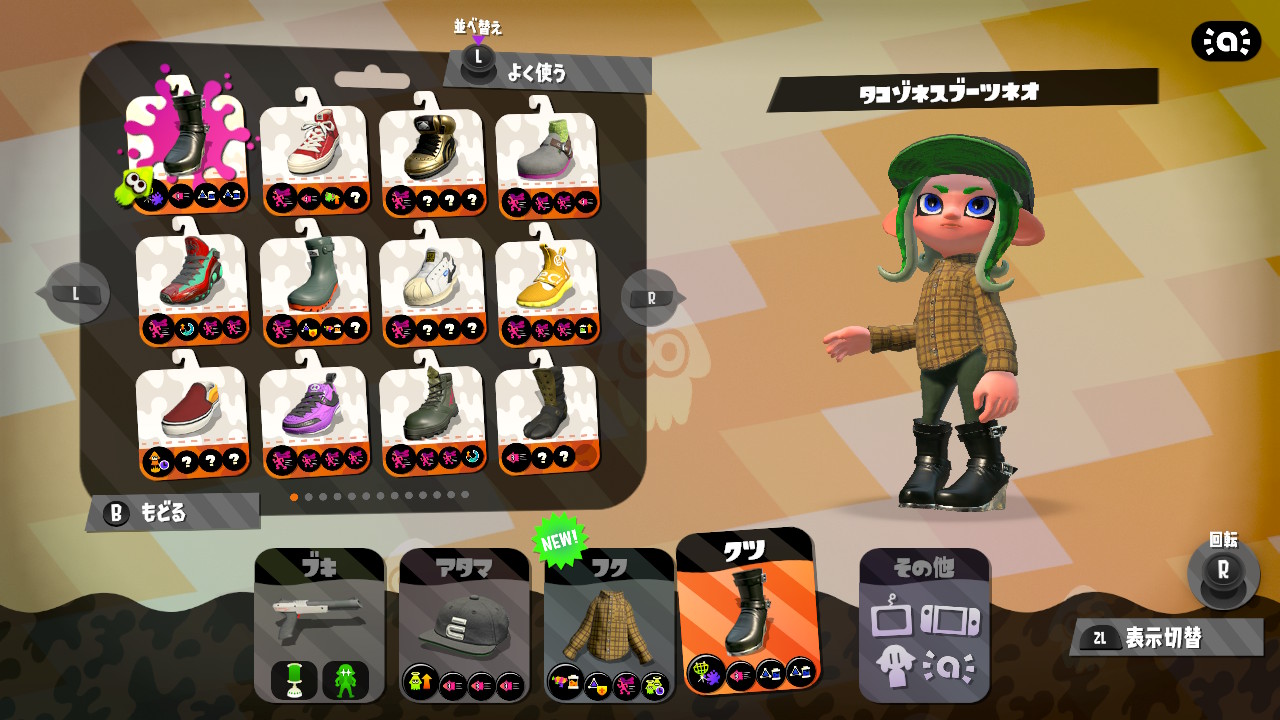 並べ替え
L
よく使う
タコゾネスブーツネオ
L
R
? 
? ? ?
?
? ? ?
? ? ?
? ?
B もどる
NEW!
ブキ
アタマ
フク
クツ
その他
回転
R
ZL 表示切替